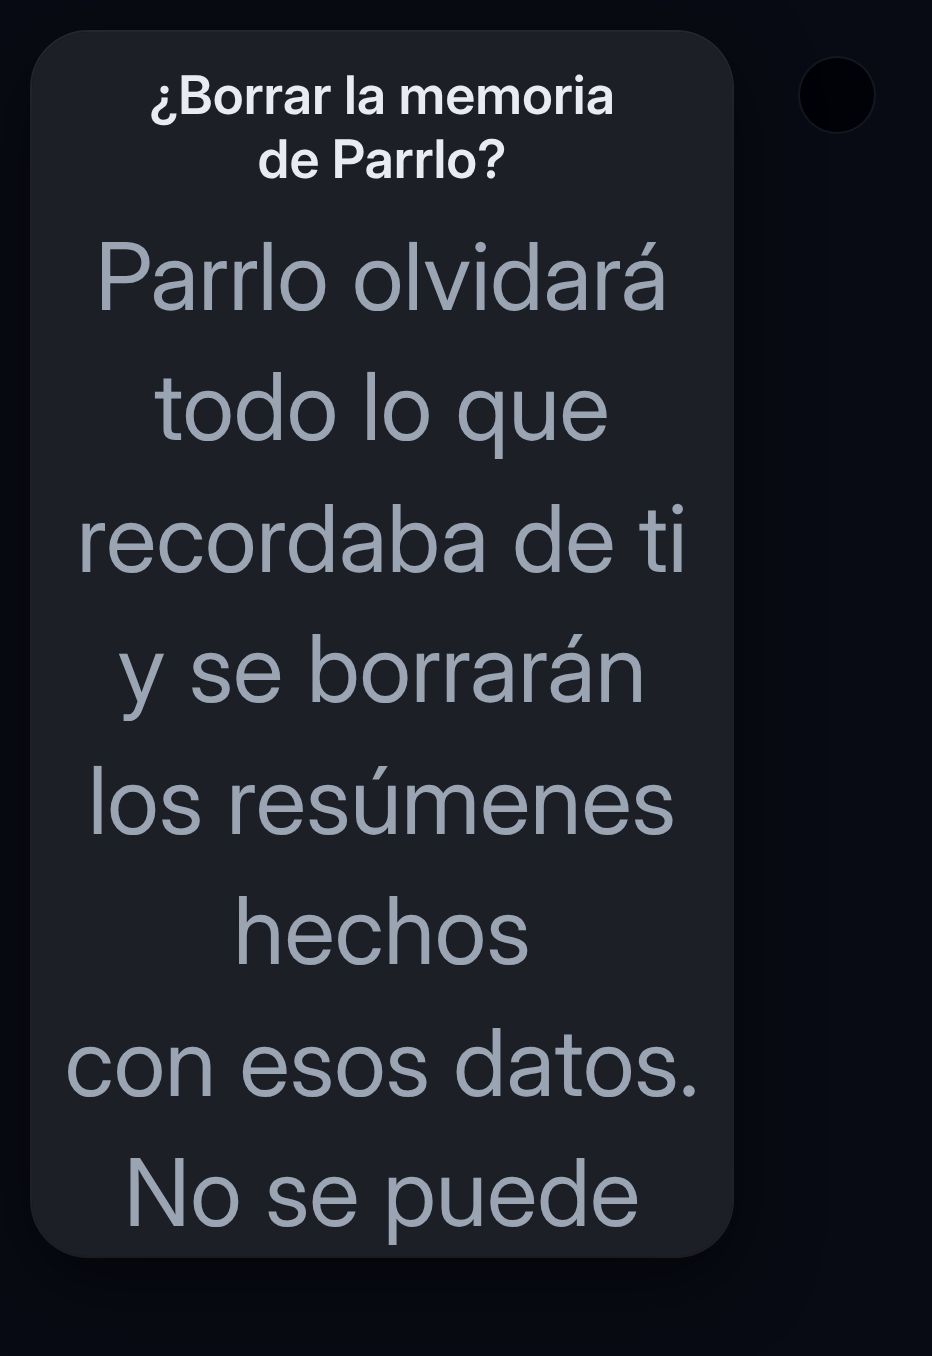 ¿Borrar la memoria
de Parrlo?
Parrlo olvidará
todo lo que
recordaba de ti
y se borrarán
los resúmenes
hechos
con esos datos.
No se puede